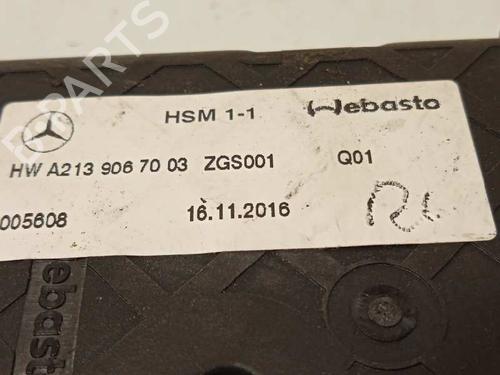 HSM 1-1
Webasto
HW A213 906 70 03 ZGS001 Q01
005608
16.11.2016
ebasto
B-Parts